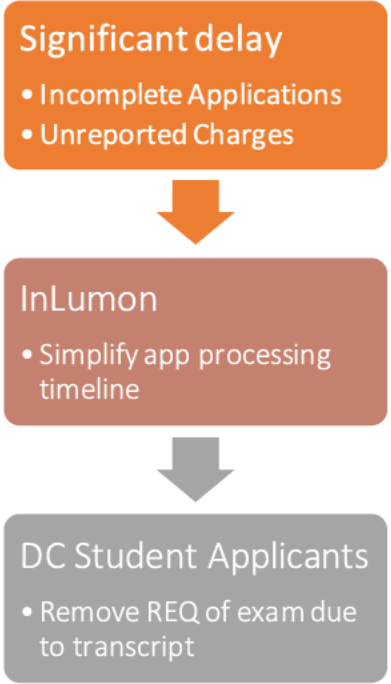 Significant delay
• Incomplete Applications
• Unreported Charges
InLumon
• Simplify app processing
timeline
DC Student Applicants
• Remove REQ of exam due
to transcript